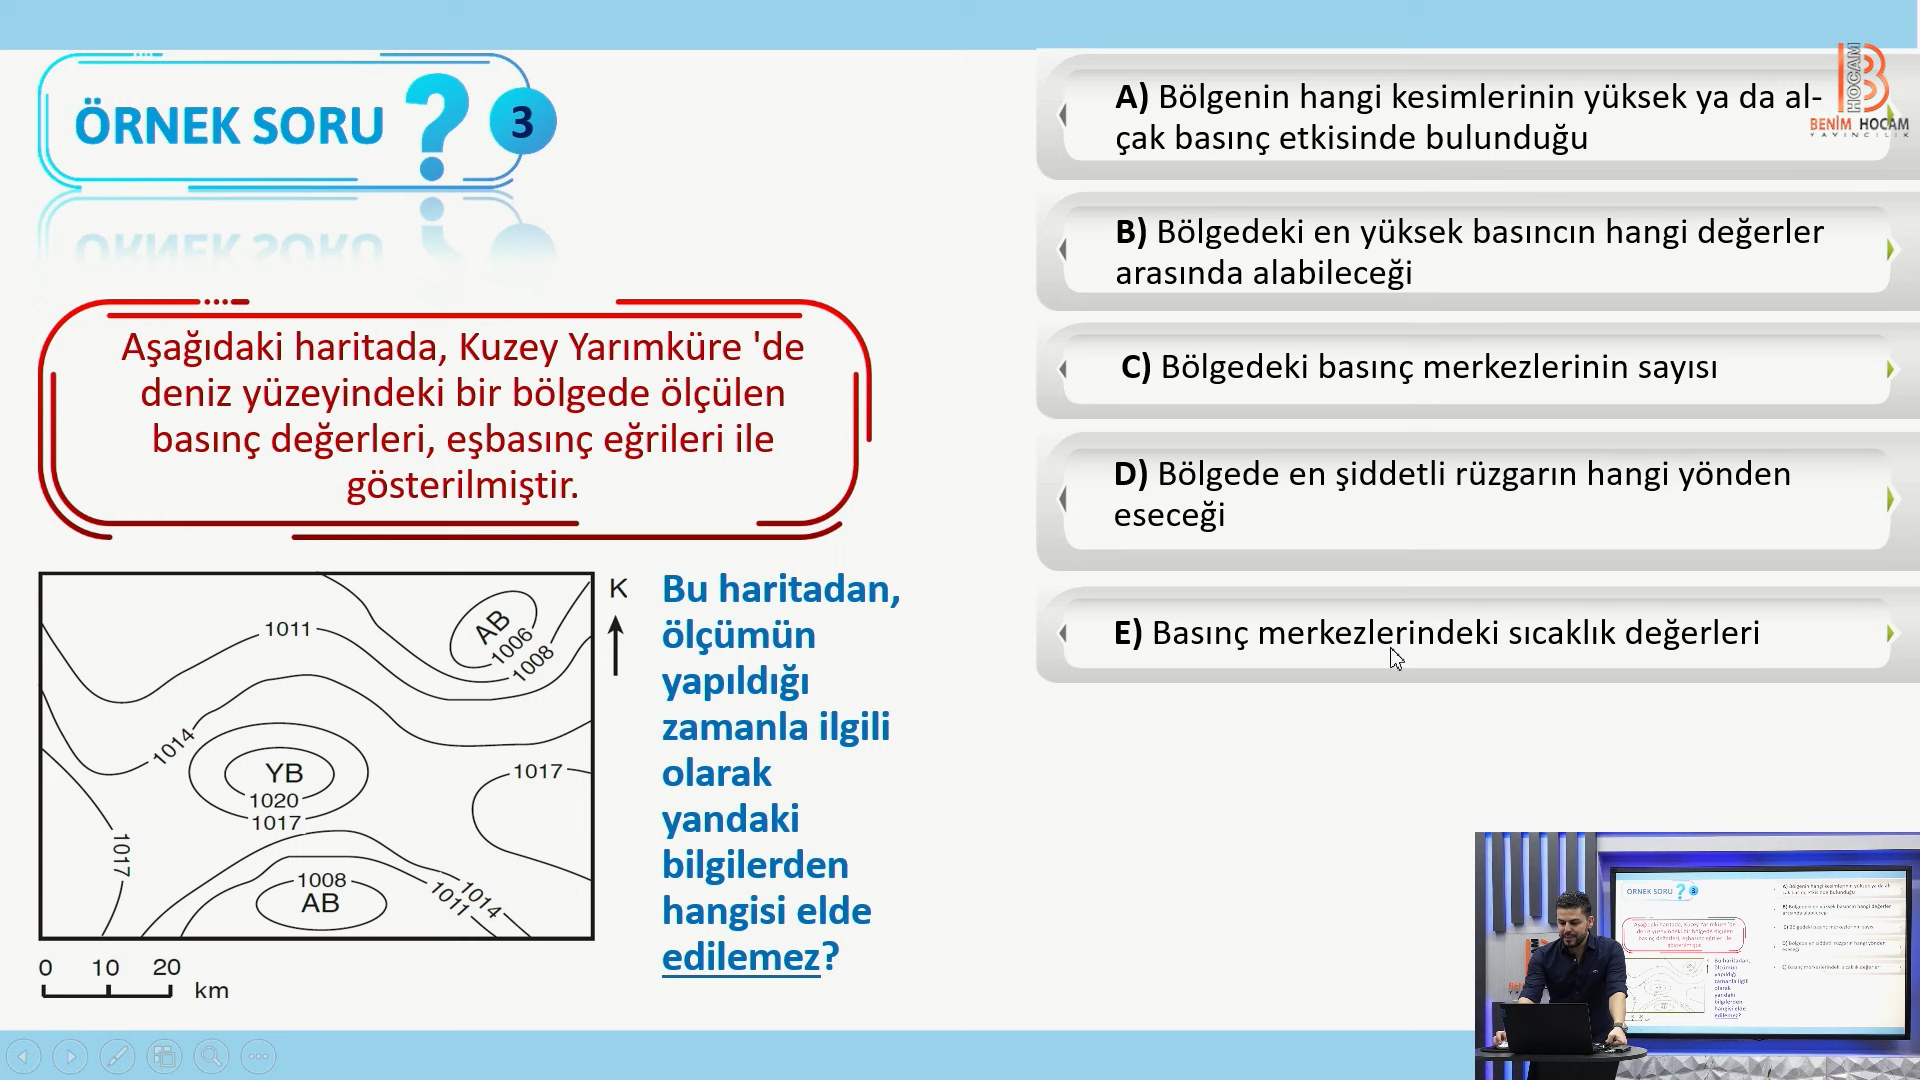 ÖRNEK SORU ? 3
Aşağıdaki haritada, Kuzey Yarımküre 'de
deniz yüzeyindeki bir bölgede ölçülen
basınç değerleri, eşbasınç eğrileri ile
gösterilmiştir.
1011
AB
1006
1008
1014
YB
1020
1017
1017
1017
1008
AB
1011
1014
K
0 10 20
km
Bu haritadan,
ölçümün
yapıldığı
zamanla ilgili
olarak
yandaki
bilgilerden
hangisi elde
edilemez?
A) Bölgenin hangi kesimlerinin yüksek ya da al-
çak basınç etkisinde bulunduğu
B) Bölgedeki en yüksek basıncın hangi değerler
arasında alabileceği
C) Bölgedeki basınç merkezlerinin sayısı
D) Bölgede en şiddetli rüzgarın hangi yönden
eseceği
E) Basınç merkezlerindeki sıcaklık değerleri
B HOCAM
BENİM HOCAM
YAYINCILIK
ÖRNEK SORU ? 3